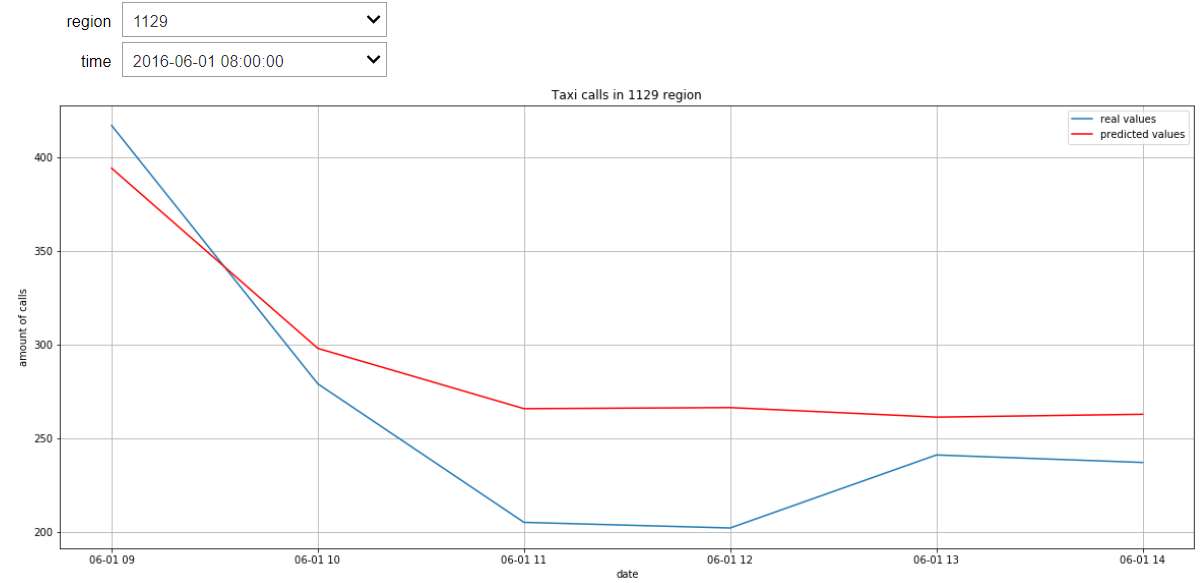 region 1129
time 2016-06-01 08:00:00
Taxi calls in 1129 region
real values
predicted values
400
350
300
250
200
amount of calls
06-01 09 06-01 10 06-01 11 06-01 12 06-01 13 06-01 14
date